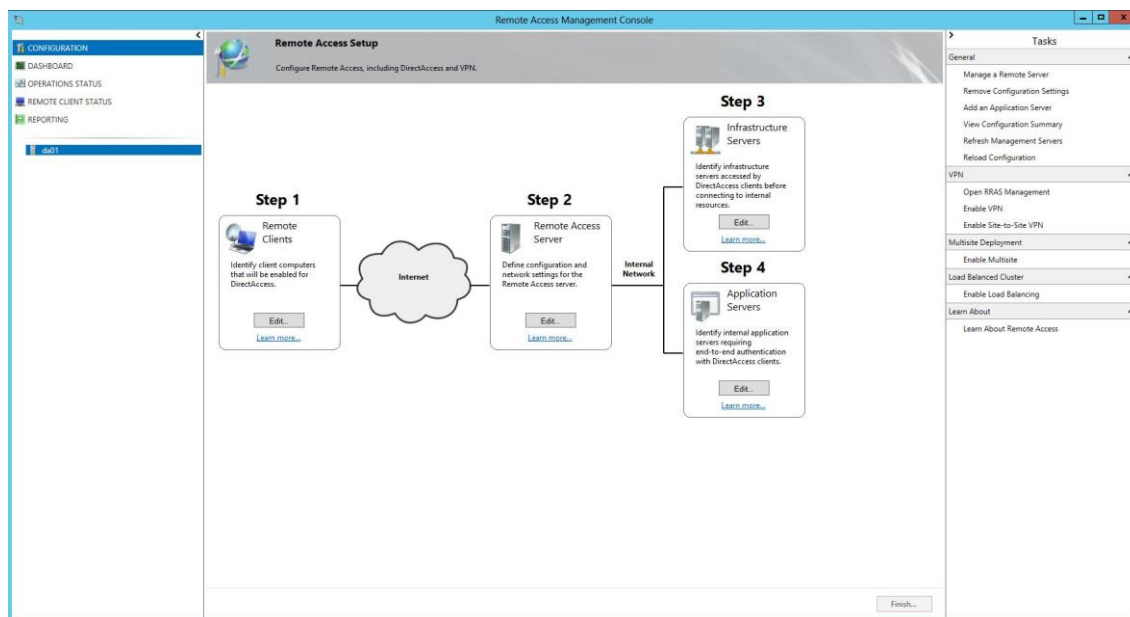 Remote Access Management Console
CONFIGURATION
DASHBOARD
OPERATIONS STATUS
REMOTE CLIENT STATUS
REPORTING
da01
Remote Access Setup
Configure Remote Access, including DirectAccess and VPN.
Step 1
Remote
Clients
Identify client computers
that will be enabled for
DirectAccess.
Edit...
Learn more...
Internet
Step 2
Remote Access
Server
Define configuration and
network settings for the
Remote Access server.
Edit...
Learn more...
Internal
Network
Step 3
Infrastructure
Servers
Identify infrastructure
servers accessed by
DirectAccess clients before
connecting to internal
resources.
Edit...
Learn more...
Step 4
Application
Servers
Identify internal application
servers requiring
end-to-end authentication
with DirectAccess clients.
Edit...
Learn more...
Finish...
Tasks
General
Manage a Remote Server
Remove Configuration Settings
Add an Application Server
View Configuration Summary
Refresh Management Servers
Reload Configuration
VPN
Open RRAS Management
Enable VPN
Enable Site-to-Site VPN
Multisite Deployment
Enable Multisite
Load Balanced Cluster
Enable Load Balancing
Learn About
Learn About Remote Access